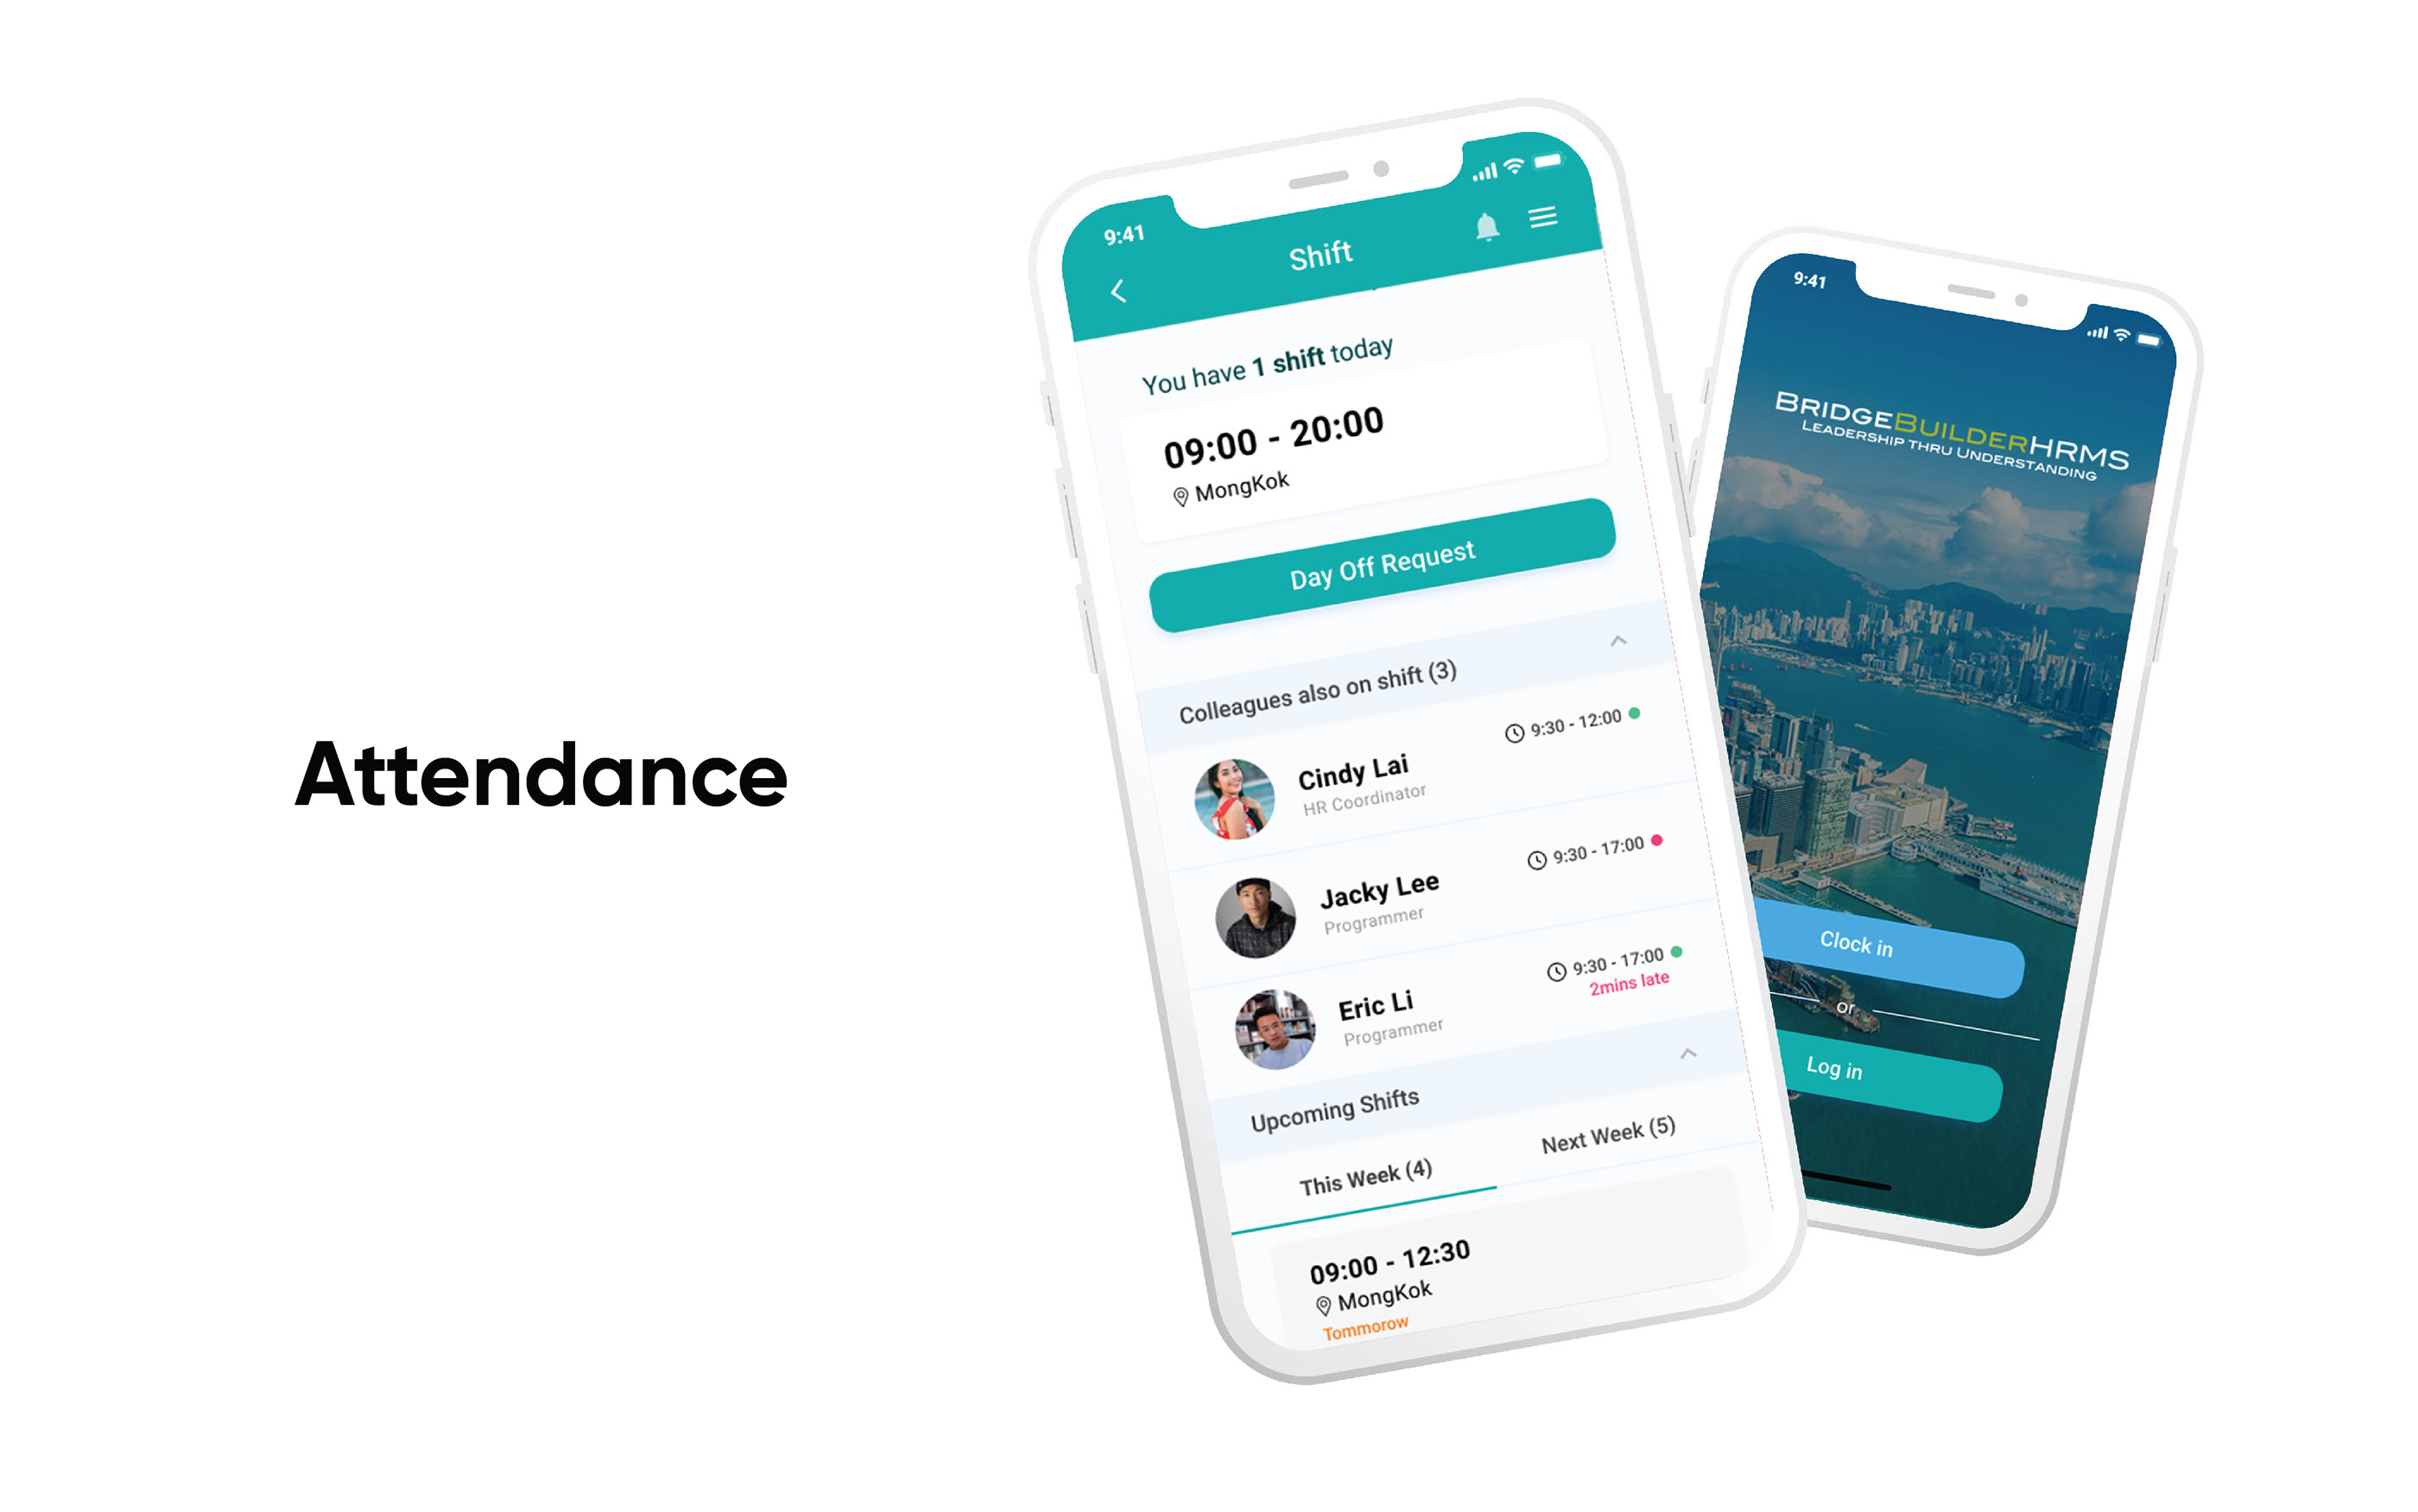 Attendance
9:41
Shift
You have 1 shift today
09:00 - 20:00
MongKok
Day Off Request
Colleagues also on shift (3)
Cindy Lai
HR Coordinator
9:30 - 12:00
Jacky Lee
Programmer
9:30 - 17:00
Eric Li
Programmer
9:30 - 17:00
2mins late
Upcoming Shifts
This Week (4)
Next Week (5)
09:00 - 12:30
MongKok
Tommorow
9:41
BRIDGEBUILDERHRMS
LEADERSHIP THRU UNDERSTANDING
Clock in
or
Log in